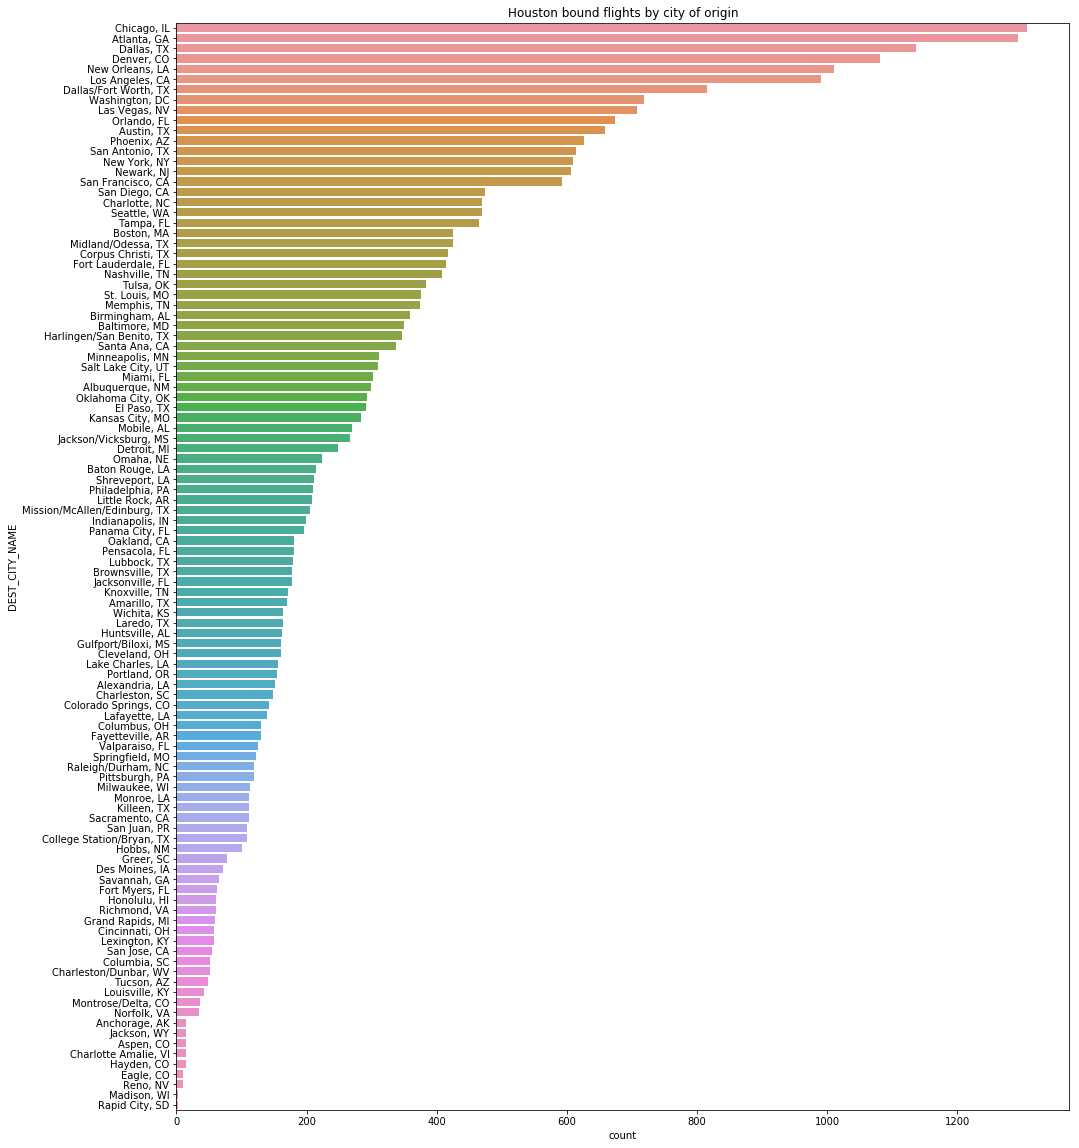 Houston bound flights by city of origin
Chicago, IL
Atlanta, GA
Dallas, TX
Denver, CO
New Orleans, LA
Los Angeles, CA
Dallas/Fort Worth, TX
Washington, DC
Las Vegas, NV
Orlando, FL
Austin, TX
Phoenix, AZ
San Antonio, TX
New York, NY
Newark, NJ
San Francisco, CA
San Diego, CA
Charlotte, NC
Seattle, WA
Tampa, FL
Boston, MA
Midland/Odessa, TX
Corpus Christi, TX
Fort Lauderdale, FL
Nashville, TN
Tulsa, OK
St. Louis, MO
Memphis, TN
Birmingham, AL
Baltimore, MD
Harlingen/San Benito, TX
Santa Ana, CA
Minneapolis, MN
Salt Lake City, UT
Miami, FL
Albuquerque, NM
Oklahoma City, OK
El Paso, TX
Kansas City, MO
Mobile, AL
Jackson/Vicksburg, MS
Detroit, MI
Omaha, NE
Baton Rouge, LA
Shreveport, LA
Philadelphia, PA
Little Rock, AR
Mission/McAllen/Edinburg, TX
Indianapolis, IN
Panama City, FL
Oakland, CA
Pensacola, FL
Lubbock, TX
Brownsville, TX
Jacksonville, FL
Knoxville, TN
Amarillo, TX
Wichita, KS
Laredo, TX
Huntsville, AL
Gulfport/Biloxi, MS
Cleveland, OH
Lake Charles, LA
Portland, OR
Alexandria, LA
Charleston, SC
Colorado Springs, CO
Lafayette, LA
Columbus, OH
Fayetteville, AR
Valparaiso, FL
Springfield, MO
Raleigh/Durham, NC
Pittsburgh, PA
Milwaukee, WI
Monroe, LA
Killeen, TX
Sacramento, CA
San Juan, PR
College Station/Bryan, TX
Hobbs, NM
Greer, SC
Des Moines, IA
Savannah, GA
Fort Myers, FL
Honolulu, HI
Richmond, VA
Grand Rapids, MI
Cincinnati, OH
Lexington, KY
San Jose, CA
Columbia, SC
Charleston/Dunbar, WV
Tucson, AZ
Louisville, KY
Montrose/Delta, CO
Norfolk, VA
Anchorage, AK
Jackson, WY
Aspen, CO
Charlotte Amalie, VI
Hayden, CO
Eagle, CO
Reno, NV
Madison, WI
Rapid City, SD
DEST_CITY_NAME
0 200 400 600 800 1000 1200
count